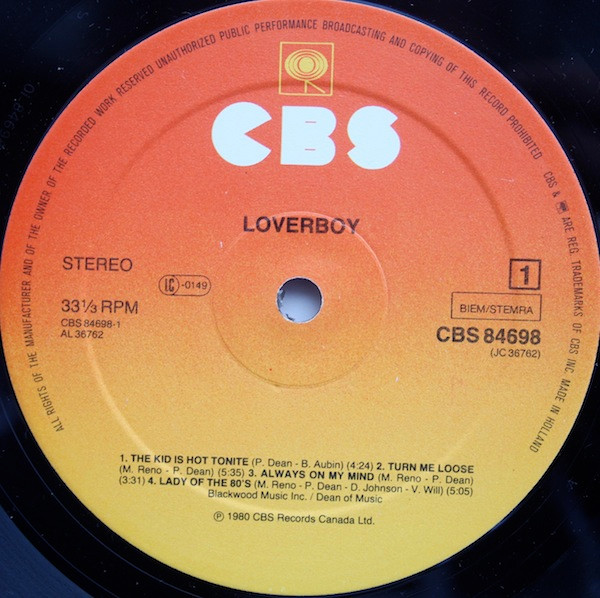 ALL RIGHTS OF THE MANUFACTURER AND OF THE OWNER OF THE RECORDED WORK RESERVED UNAUTHORIZED PUBLIC PERFORMANCE BROADCASTING AND COPYING OF THIS RECORD PROHIBITED
CBS & ARE REG. TRADEMARKS OF CBS INC. MADE IN HOLLAND
CBS
LOVERBOY
STEREO
LC-0149
1
33⅓ RPM
BIEM/STEMRA
CBS 84698-1
AL 36762
CBS 84698
(JC 36762)
1. THE KID IS HOT TONITE (P. Dean - B. Aubin) (4:24) 2. TURN ME LOOSE
(M. Reno - P. Dean) (5:35) 3. ALWAYS ON MY MIND (M. Reno - P. Dean)
(3:31) 4. LADY OF THE 80'S (M. Reno - P. Dean - D. Johnson - V. Will) (5:05)
Blackwood Music Inc. / Dean of Music
℗ 1980 CBS Records Canada Ltd.